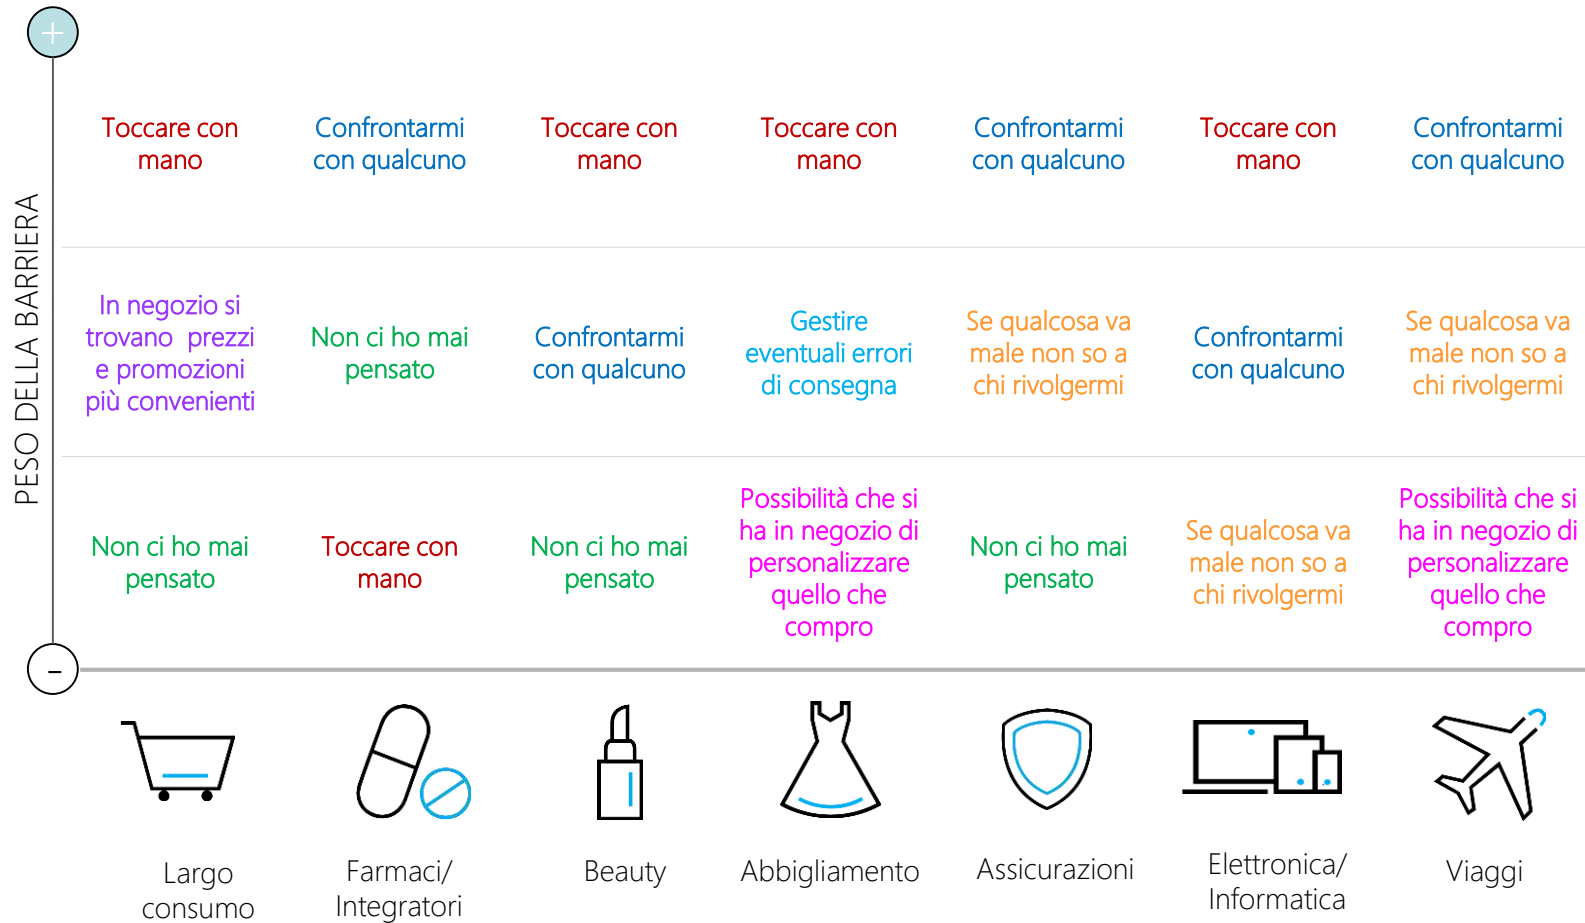 +
PESO DELLA BARRIERA
Toccare con
mano
Confrontarmi
con qualcuno
Toccare con
mano
Toccare con
mano
Confrontarmi
con qualcuno
Toccare con
mano
Confrontarmi
con qualcuno
In negozio si
trovano prezzi
e promozioni
più convenienti
Non ci ho mai
pensato
Confrontarmi
con qualcuno
Gestire
eventuali errori
di consegna
Se qualcosa va
male non so a
chi rivolgermi
Confrontarmi
con qualcuno
Se qualcosa va
male non so a
chi rivolgermi
Non ci ho mai
pensato
Toccare con
mano
Non ci ho mai
pensato
Possibilità che si
ha in negozio di
personalizzare
quello che
compro
Non ci ho mai
pensato
Se qualcosa va
male non so a
chi rivolgermi
Possibilità che si
ha in negozio di
personalizzare
quello che
compro
-
Largo
consumo
Farmaci/
Integratori
Beauty
Abbigliamento
Assicurazioni
Elettronica/
Informatica
Viaggi